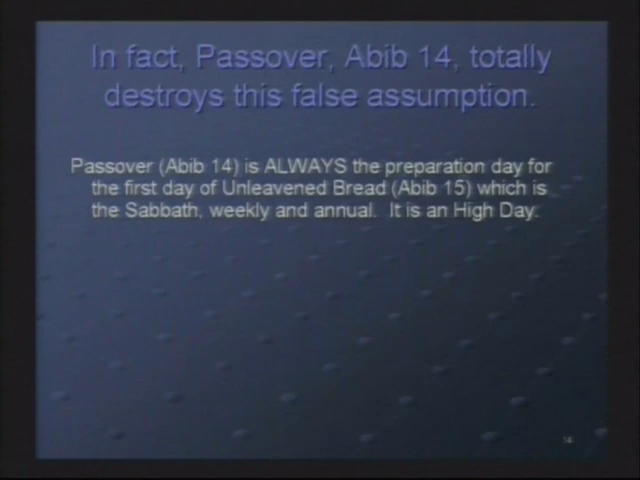 In fact, Passover, Abib 14, totally
destroys this false assumption.
Passover (Abib 14) is ALWAYS the preparation day for
the first day of Unleavened Bread (Abib 15) which is
the Sabbath, weekly and annual. It is an High Day.
14